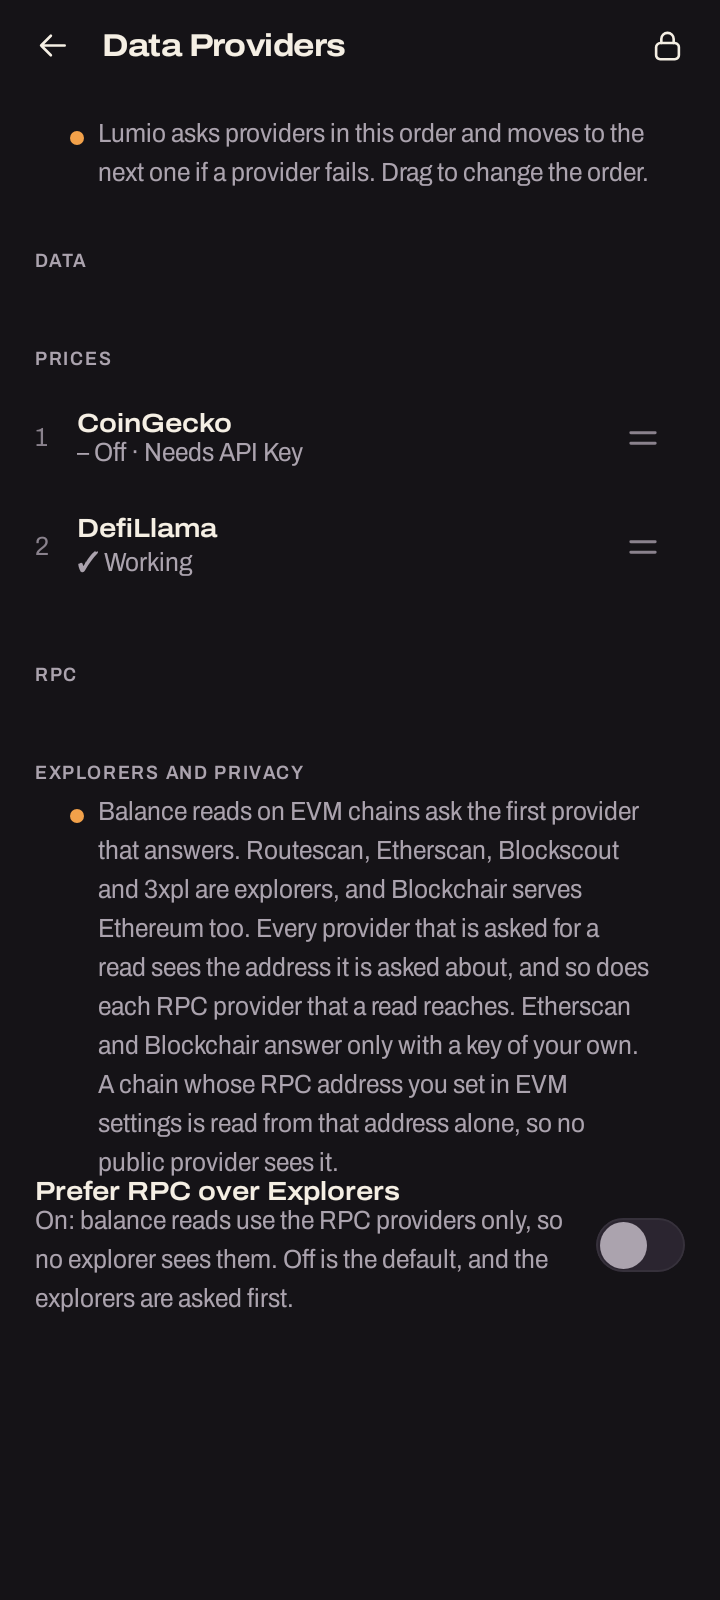 Data Providers
Lumio asks providers in this order and moves to the
next one if a provider fails. Drag to change the order.
DATA
PRICES
1
CoinGecko
– Off · Needs API Key
2
DefiLlama
✓ Working
RPC
EXPLORERS AND PRIVACY
Balance reads on EVM chains ask the first provider
that answers. Routescan, Etherscan, Blockscout
and 3xpl are explorers, and Blockchair serves
Ethereum too. Every provider that is asked for a
read sees the address it is asked about, and so does
each RPC provider that a read reaches. Etherscan
and Blockchair answer only with a key of your own.
A chain whose RPC address you set in EVM
settings is read from that address alone, so no
public provider sees it.
Prefer RPC over Explorers
On: balance reads use the RPC providers only, so
no explorer sees them. Off is the default, and the
explorers are asked first.